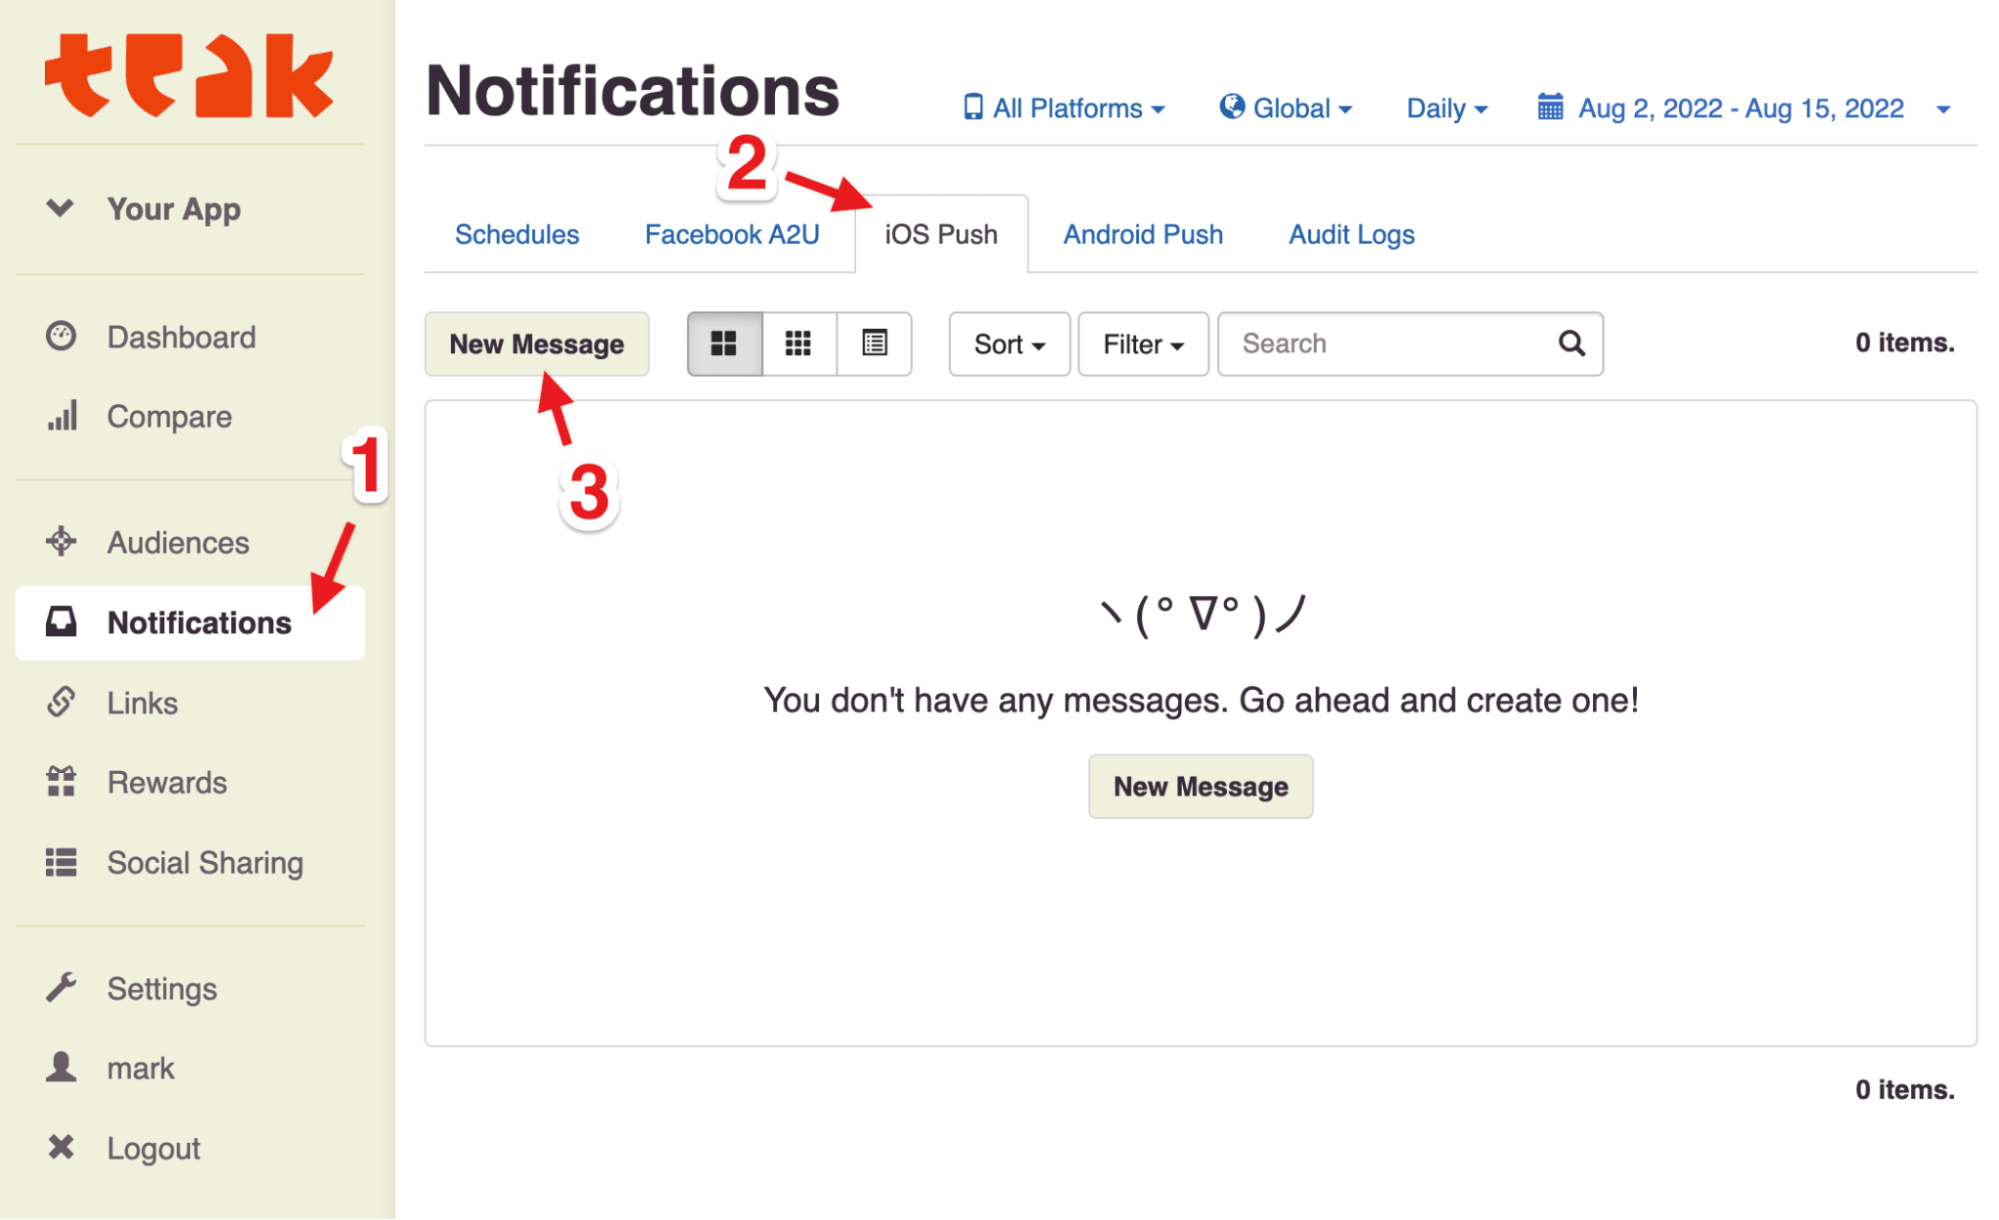 teak
Your App
Dashboard
Compare
1
Audiences
Notifications
Links
Rewards
Social Sharing
Settings
mark
Logout
Notifications
All Platforms
Global
Daily
Aug 2, 2022 - Aug 15, 2022
2
Schedules
Facebook A2U
iOS Push
Android Push
Audit Logs
New Message
Sort
Filter
Search
0 items.
3
ヽ(° ∇° )ノ
You don't have any messages. Go ahead and create one!
New Message
0 items.